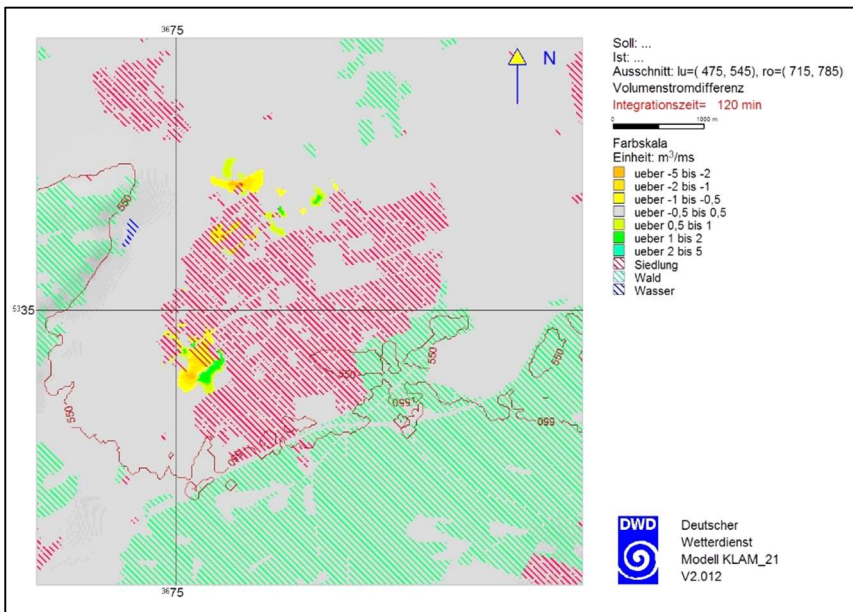 3675
Soll: ...
Ist: ...
Ausschnitt: lu=( 475, 545), ro=( 715, 785)
Volumenstromdifferenz
Integrationszeit= 120 min
0 1000 m
Farbskala
Einheit: m³/ms
ueber -5 bis -2
ueber -2 bis -1
ueber -1 bis -0,5
ueber -0,5 bis 0,5
ueber 0,5 bis 1
ueber 1 bis 2
ueber 2 bis 5
Siedlung
Wald
Wasser
N
550
5335
550
550
550
550
550
550
550
3675
DWD
Deutscher
Wetterdienst
Modell KLAM_21
V2.012